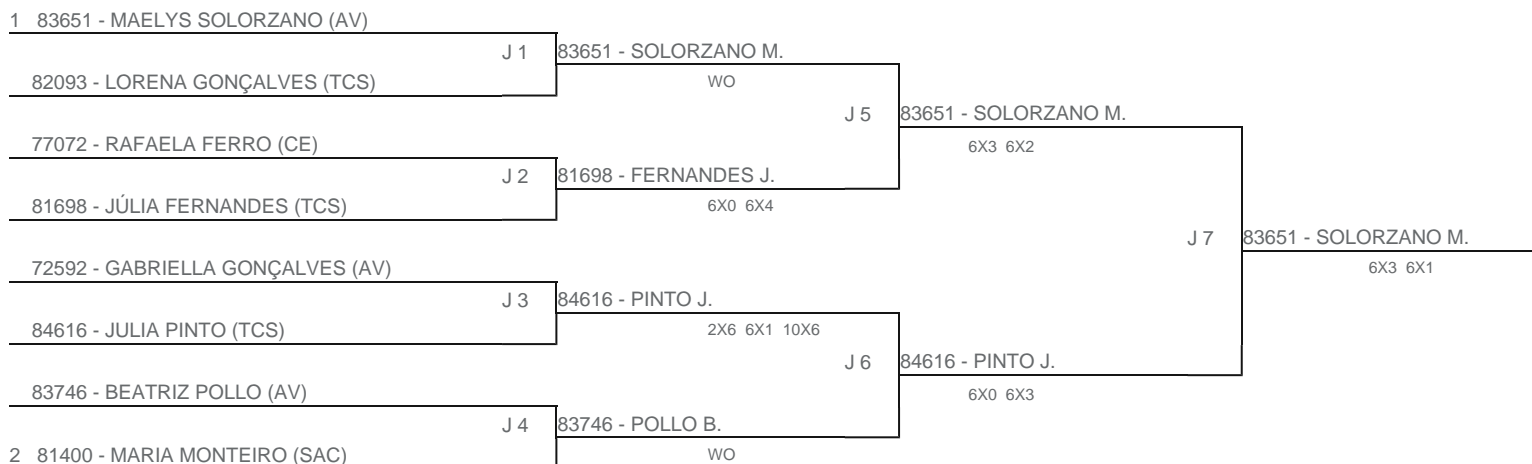 1 83651 - MAELYS SOLORZANO (AV)
J 1
83651 - SOLORZANO M.
82093 - LORENA GONÇALVES (TCS)
WO
J 5
83651 - SOLORZANO M.
77072 - RAFAELA FERRO (CE)
6X3 6X2
J 2
81698 - FERNANDES J.
81698 - JÚLIA FERNANDES (TCS)
6X0 6X4
J 7
83651 - SOLORZANO M.
72592 - GABRIELLA GONÇALVES (AV)
6X3 6X1
J 3
84616 - PINTO J.
84616 - JULIA PINTO (TCS)
2X6 6X1 10X6
J 6
84616 - PINTO J.
83746 - BEATRIZ POLLO (AV)
6X0 6X3
J 4
83746 - POLLO B.
2 81400 - MARIA MONTEIRO (SAC)
WO